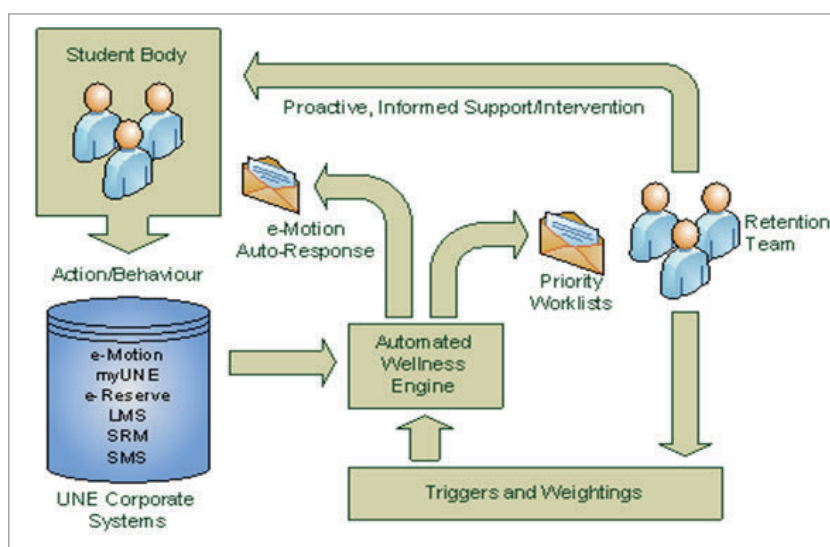 Student Body
Proactive, Informed Support/Intervention
e-Motion
Auto-Response
Retention
Team
Priority
Worklists
Action/Behaviour
e-Motion
myUNE
e-Reserve
LMS
SRM
SMS
Automated
Wellness
Engine
Triggers and Weightings
UNE Corporate
Systems